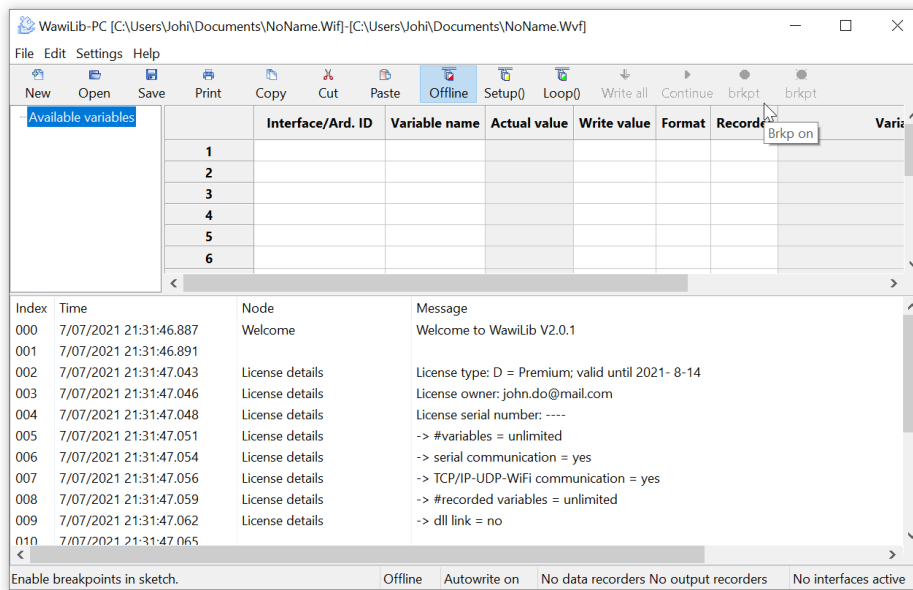 WawiLib-PC [C:\Users\Johi\Documents\NoName.Wif]-[C:\Users\Johi\Documents\NoName.Wvf]
File Edit Settings Help
New Open Save Print Copy Cut Paste Offline Setup() Loop() Write all Continue brkpt brkpt
Available variables
Interface/Ard. ID Variable name Actual value Write value Format Recorde Varia
Brkp on
1
2
3
4
5
6
Index Time Node Message
000 7/07/2021 21:31:46.887 Welcome Welcome to WawiLib V2.0.1
001 7/07/2021 21:31:46.891
002 7/07/2021 21:31:47.043 License details License type: D = Premium; valid until 2021- 8-14
003 7/07/2021 21:31:47.046 License details License owner: john.do@mail.com
004 7/07/2021 21:31:47.048 License details License serial number: ----
005 7/07/2021 21:31:47.051 License details -> #variables = unlimited
006 7/07/2021 21:31:47.054 License details -> serial communication = yes
007 7/07/2021 21:31:47.056 License details -> TCP/IP-UDP-WiFi communication = yes
008 7/07/2021 21:31:47.059 License details -> #recorded variables = unlimited
009 7/07/2021 21:31:47.062 License details -> dll link = no
010 7/07/2021 21:31:47.065
Enable breakpoints in sketch. Offline Autowrite on No data recorders No output recorders No interfaces active